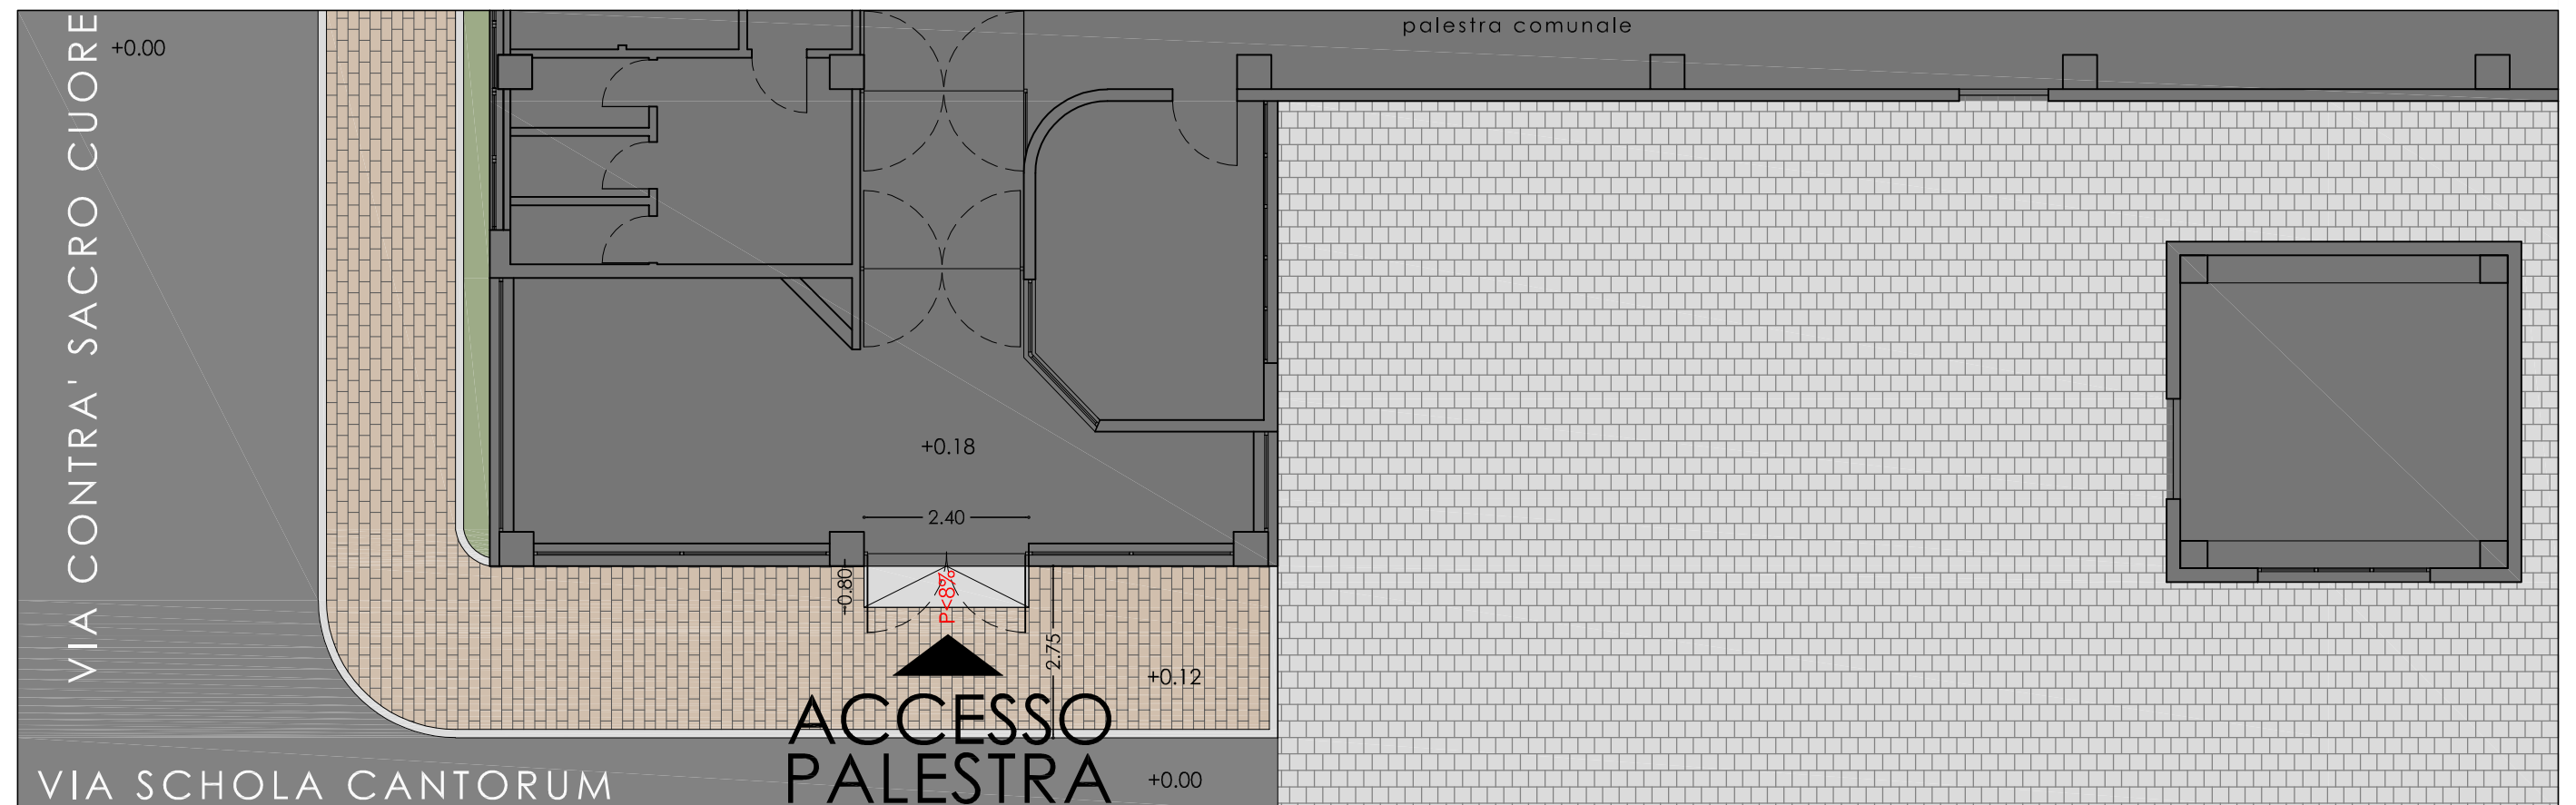 palestra comunale
+0.00
VIA CONTRA' SACRO CUORE
+0.18
2.40
0.80
P<8%
2.75
+0.12
ACCESSO
PALESTRA
+0.00
VIA SCHOLA CANTORUM